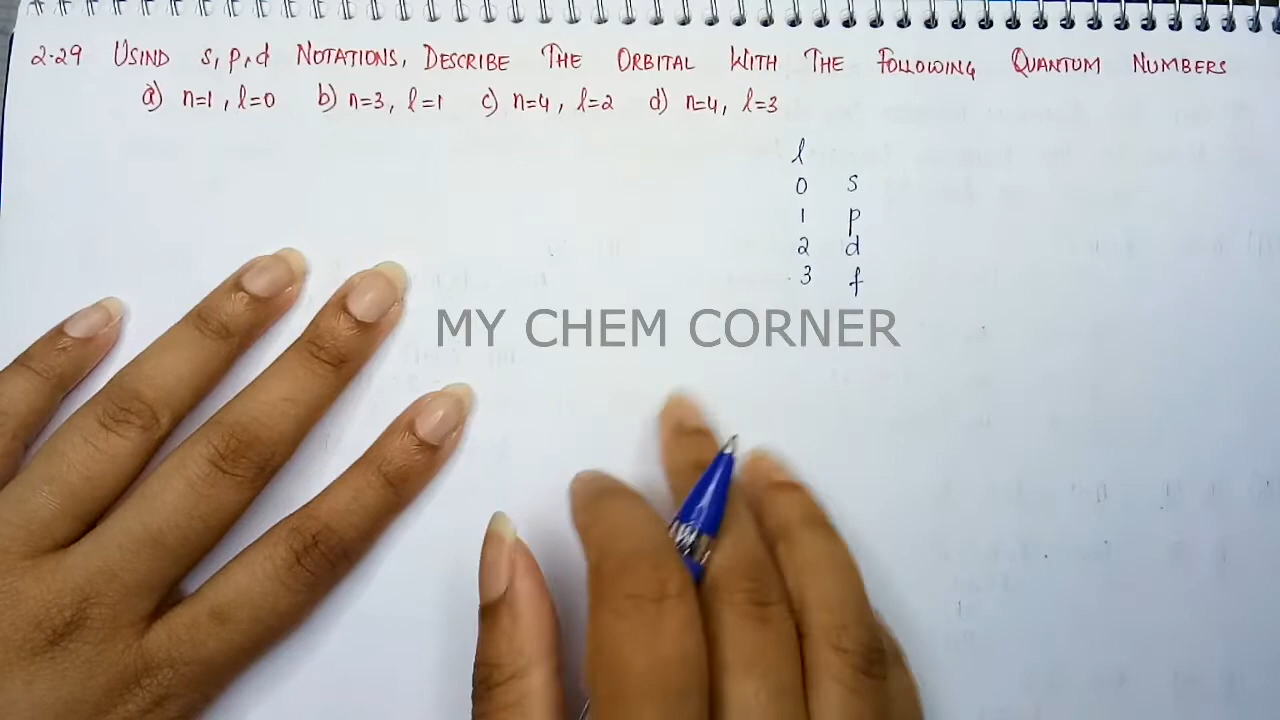 2.29 USIND s, p, d NOTATIONS, DESCRIBE THE ORBITAL WITH THE FOLLOWING QUANTUM NUMBERS
a) n=1, l=0 b) n=3, l=1 c) n=4, l=2 d) n=4, l=3
l
0 s
1 p
2 d
3 f
MY CHEM CORNER